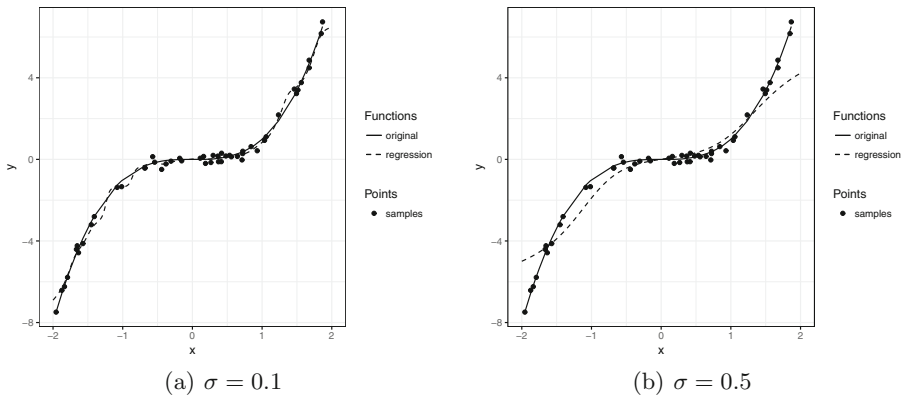 y
4
0
−4
−8
−2
−1
0
1
2
x
Functions
original
regression
Points
samples
(a) σ = 0.1
y
4
0
−4
−8
−2
−1
0
1
2
x
Functions
original
regression
Points
samples
(b) σ = 0.5